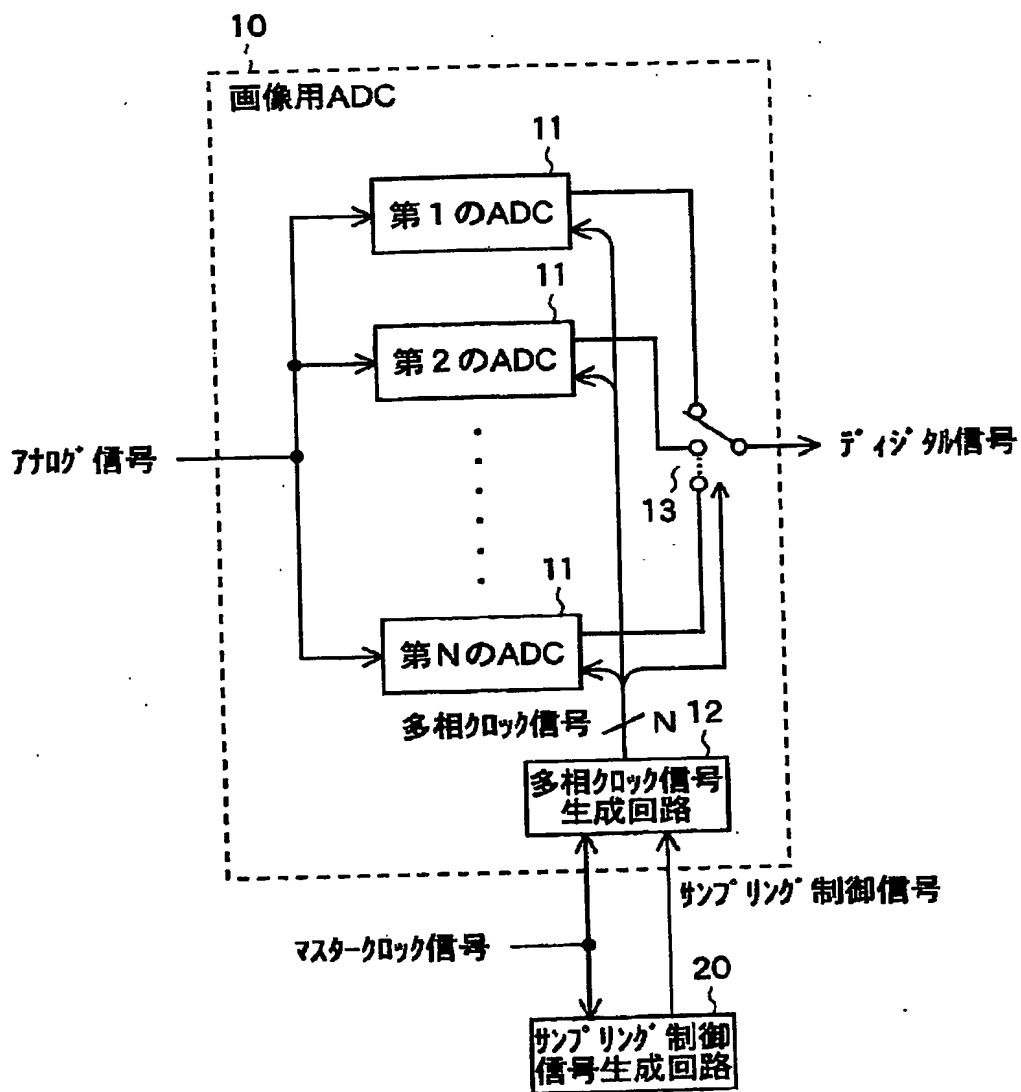 10
画像用ADC
11
第1のADC
11
第2のADC
アナログ信号
ディジタル信号
13
11
第NのADC
多相クロック信号
N
12
多相クロック信号
生成回路
サンプリング制御信号
マスタークロック信号
20
サンプリング制御
信号生成回路